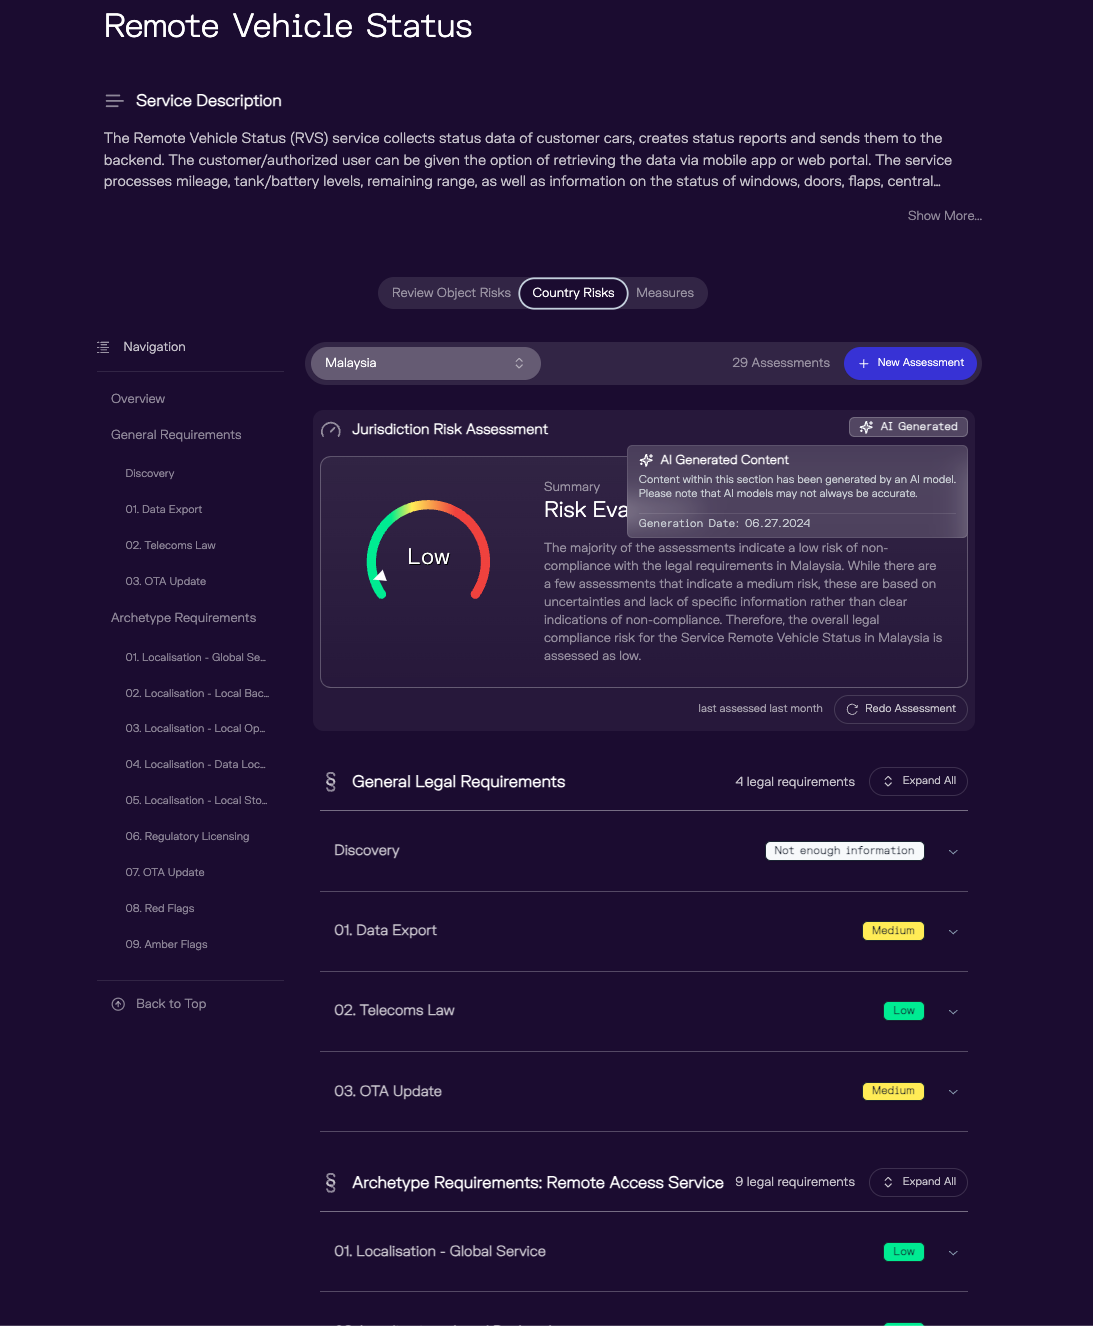 Remote Vehicle Status
Service Description
The Remote Vehicle Status (RVS) service collects status data of customer cars, creates status reports and sends them to the
backend. The customer/authorized user can be given the option of retrieving the data via mobile app or web portal. The service
processes mileage, tank/battery levels, remaining range, as well as information on the status of windows, doors, flaps, central...
Show More...
Review Object Risks
Country Risks
Measures
Navigation
Overview
General Requirements
Discovery
01. Data Export
02. Telecoms Law
03. OTA Update
Archetype Requirements
01. Localisation - Global Se...
02. Localisation - Local Bac...
03. Localisation - Local Op...
04. Localisation - Data Loc...
05. Localisation - Local Sto...
06. Regulatory Licensing
07. OTA Update
08. Red Flags
09. Amber Flags
Back to Top
Malaysia
29 Assessments
+ New Assessment
Jurisdiction Risk Assessment
AI Generated
AI Generated Content
Content within this section has been generated by an AI model.
Please note that AI models may not always be accurate.
Generation Date: 06.27.2024
Low
Summary
Risk Eva
The majority of the assessments indicate a low risk of non-
compliance with the legal requirements in Malaysia. While there are
a few assessments that indicate a medium risk, these are based on
uncertainties and lack of specific information rather than clear
indications of non-compliance. Therefore, the overall legal
compliance risk for the Service Remote Vehicle Status in Malaysia is
assessed as low.
last assessed last month
Redo Assessment
§ General Legal Requirements
4 legal requirements
Expand All
Discovery
Not enough information
01. Data Export
Medium
02. Telecoms Law
Low
03. OTA Update
Medium
§ Archetype Requirements: Remote Access Service
9 legal requirements
Expand All
01. Localisation - Global Service
Low